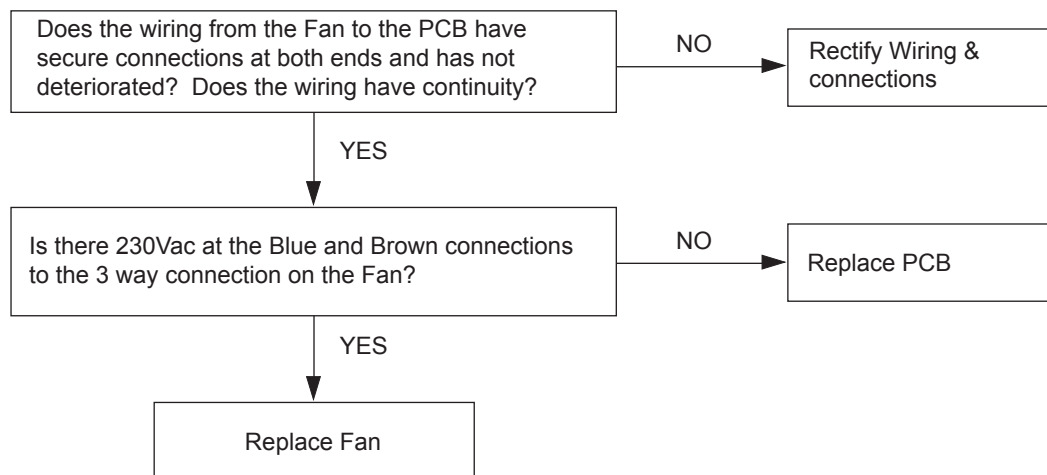 Does the wiring from the Fan to the PCB have
secure connections at both ends and has not
deteriorated? Does the wiring have continuity?
NO
Rectify Wiring &
connections
YES
Is there 230Vac at the Blue and Brown connections
to the 3 way connection on the Fan?
NO
Replace PCB
YES
Replace Fan